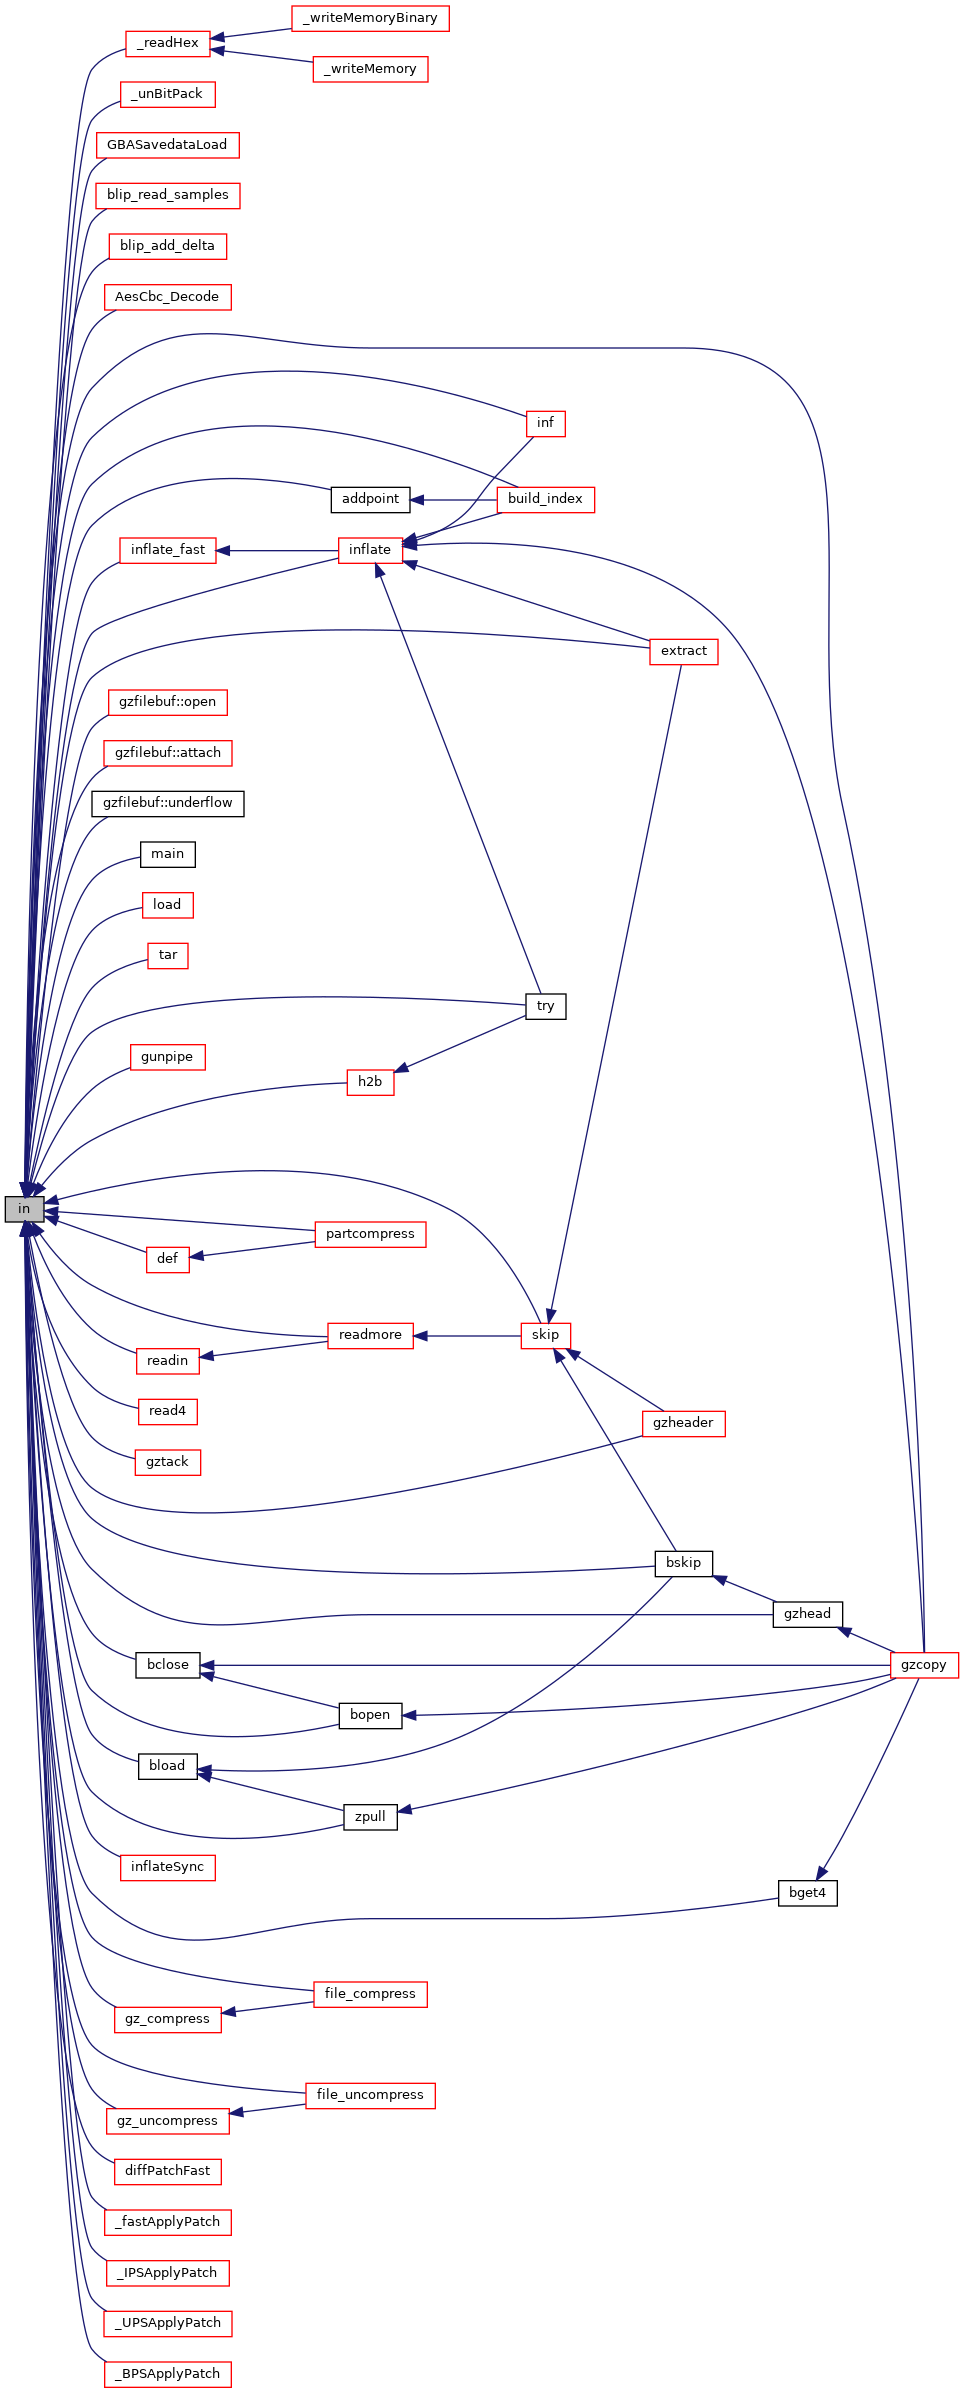 _writeMemoryBinary
_readHex
_writeMemory
_unBitPack
GBASavedataLoad
blip_read_samples
blip_add_delta
AesCbc_Decode
inf
addpoint
build_index
inflate_fast
inflate
extract
gzfilebuf::open
gzfilebuf::attach
gzfilebuf::underflow
main
load
tar
try
gunpipe
h2b
in
partcompress
def
readmore
skip
readin
read4
gzheader
gztack
bskip
gzhead
bclose
gzcopy
bopen
bload
zpull
inflateSync
bget4
file_compress
gz_compress
file_uncompress
gz_uncompress
diffPatchFast
_fastApplyPatch
_IPSApplyPatch
_UPSApplyPatch
_BPSApplyPatch